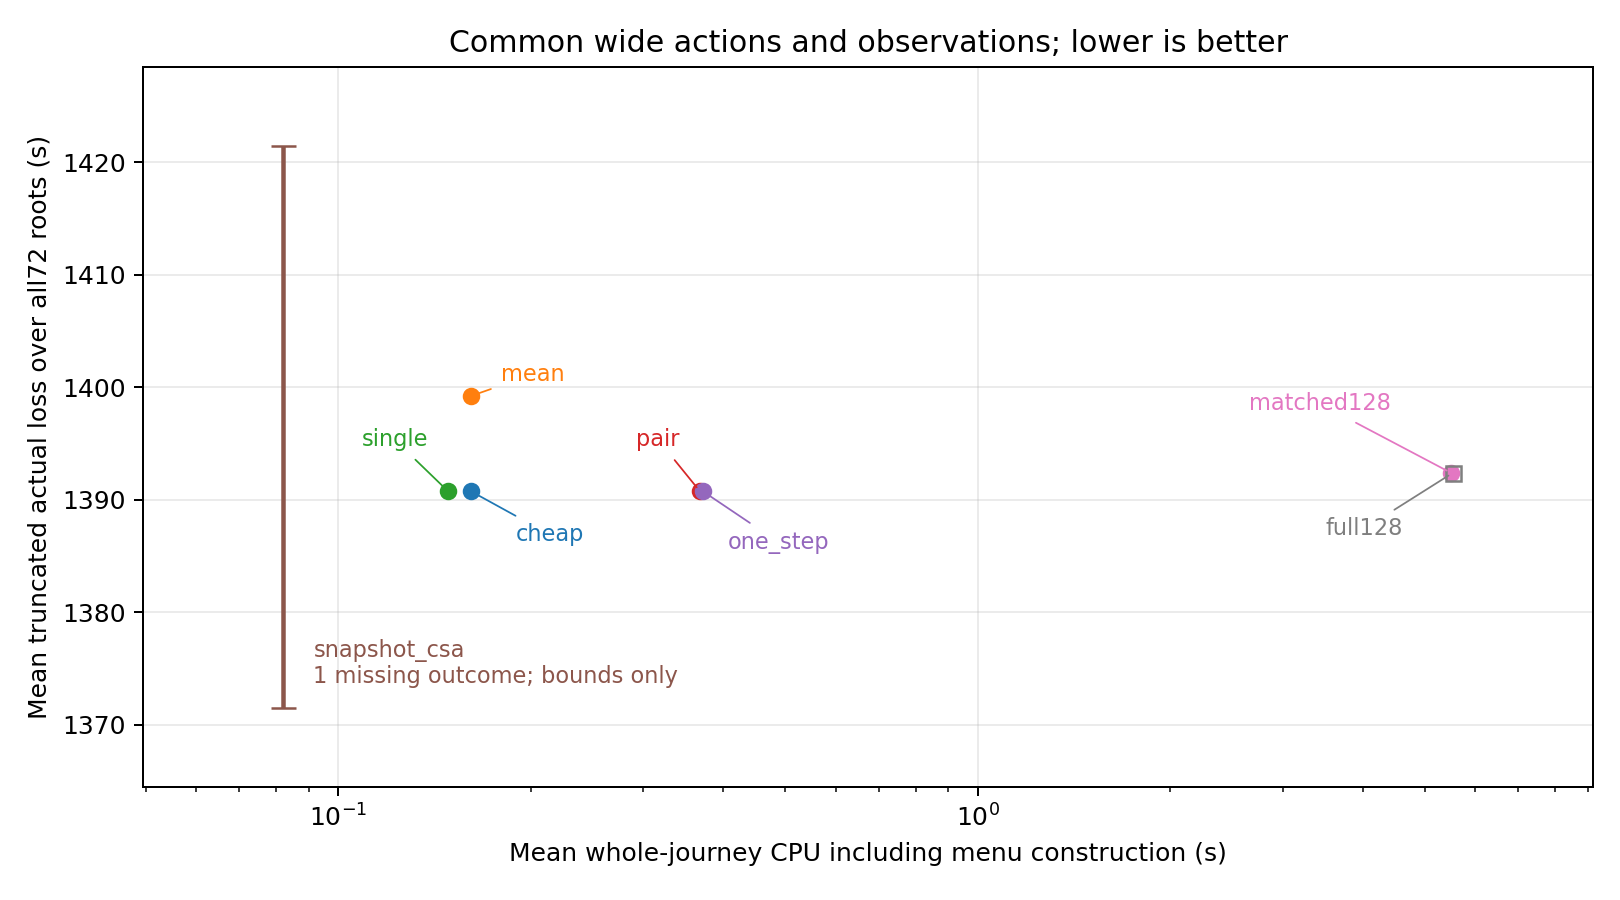 Common wide actions and observations; lower is better
Mean truncated actual loss over all72 roots (s)
1420
1410
1400
1390
1380
1370
mean
single
cheap
pair
one_step
matched128
full128
snapshot_csa
1 missing outcome; bounds only
10⁻¹
10⁰
Mean whole-journey CPU including menu construction (s)